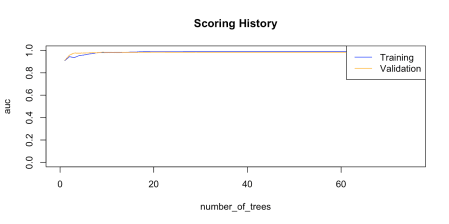 Scoring History
Training
Validation
auc
1.0
0.8
0.6
0.4
0.2
0.0
0 20 40 60
number_of_trees